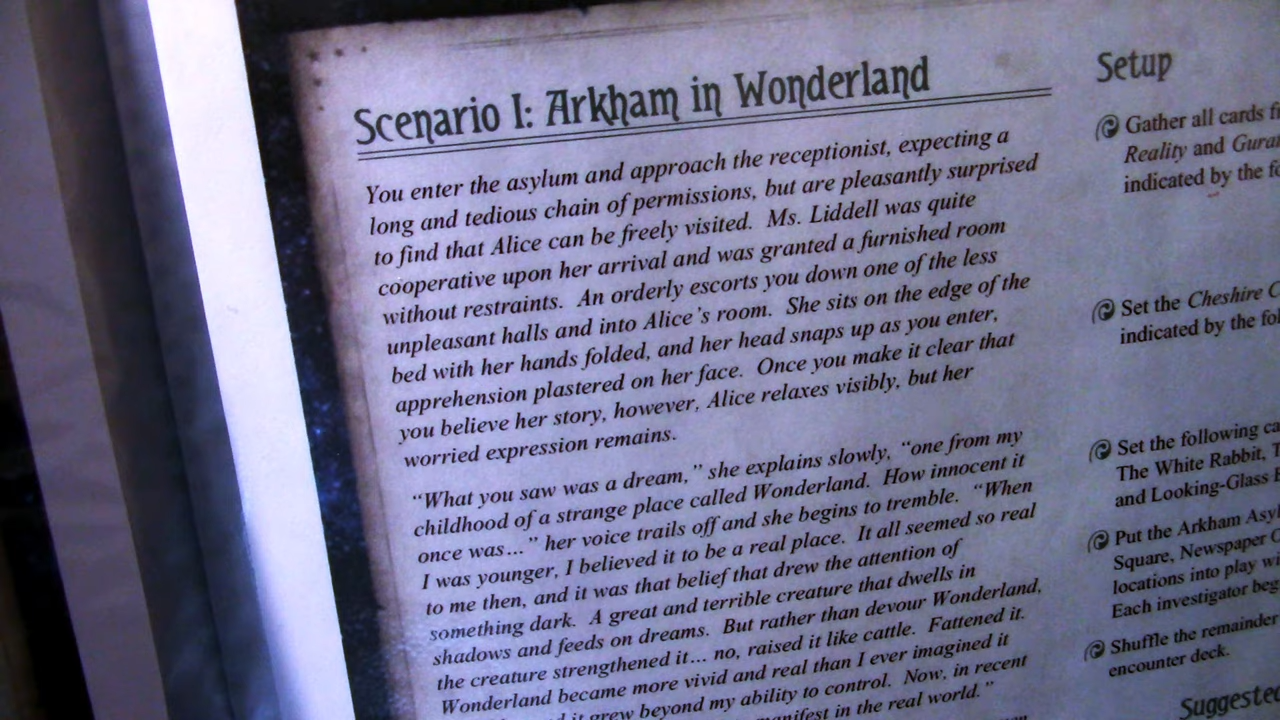 Scenario I: Arkham in Wonderland
You enter the asylum and approach the receptionist, expecting a
long and tedious chain of permissions, but are pleasantly surprised
to find that Alice can be freely visited. Ms. Liddell was quite
cooperative upon her arrival and was granted a furnished room
without restraints. An orderly escorts you down one of the less
unpleasant halls and into Alice's room. She sits on the edge of the
bed with her hands folded, and her head snaps up as you enter,
apprehension plastered on her face. Once you make it clear that
you believe her story, however, Alice relaxes visibly, but her
worried expression remains.
“What you saw was a dream,” she explains slowly, “one from my
childhood of a strange place called Wonderland. How innocent it
once was...” her voice trails off and she begins to tremble. “When
I was younger, I believed it to be a real place. It all seemed so real
to me then, and it was that belief that drew the attention of
something dark. A great and terrible creature that dwells in
shadows and feeds on dreams. But rather than devour Wonderland,
the creature strengthened it... no, raised it like cattle. Fattened it.
Wonderland became more vivid and real than I ever imagined it
it grew beyond my ability to control. Now, in recent
manifest in the real world.”
Setup
Gather all cards
Reality and
indicated by the
Set the Cheshire
indicated by the
Set the following
The White Rabbit,
and Looking-Glass
Put the Arkham
Square, Newspaper
locations into play
Each investigator
Shuffle the remainder
encounter deck.
Suggested